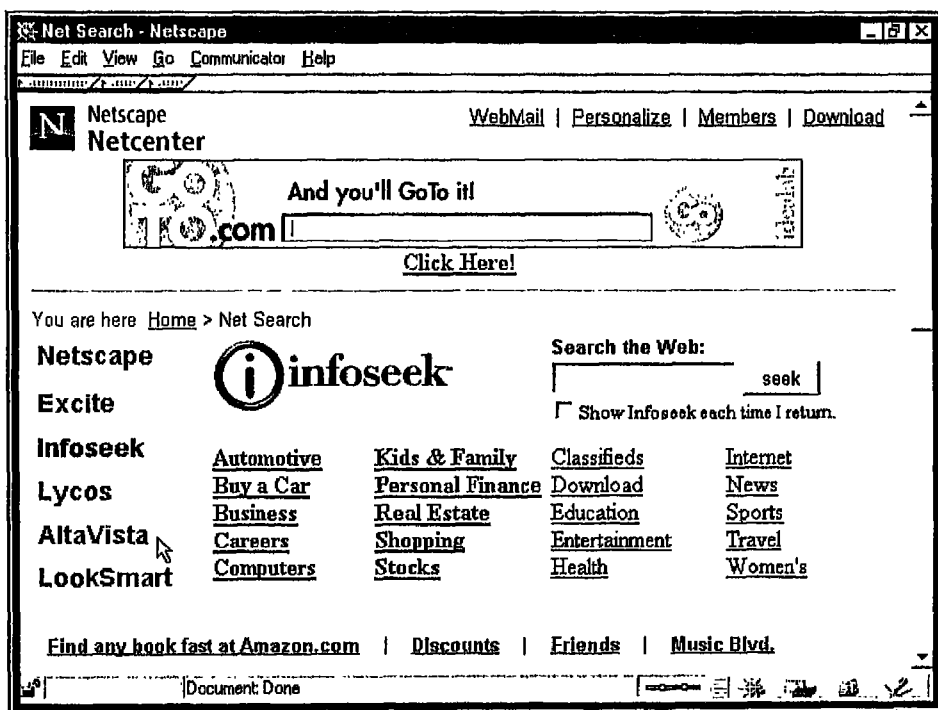 Net Search - Netscape
File Edit View Go Communicator Help
N Netscape
Netcenter
WebMail | Personalize | Members | Download
And you'll GoTo it!
TO.com
idealab
Click Here!
You are here Home > Net Search
Netscape
Excite
Infoseek
Lycos
AltaVista
LookSmart
infoseek
Search the Web:
seek
Show Infoseek each time I return.
Automotive Kids & Family Classifieds Internet
Buy a Car Personal Finance Download News
Business Real Estate Education Sports
Careers Shopping Entertainment Travel
Computers Stocks Health Women's
Find any book fast at Amazon.com | Discounts | Friends | Music Blvd.
Document: Done